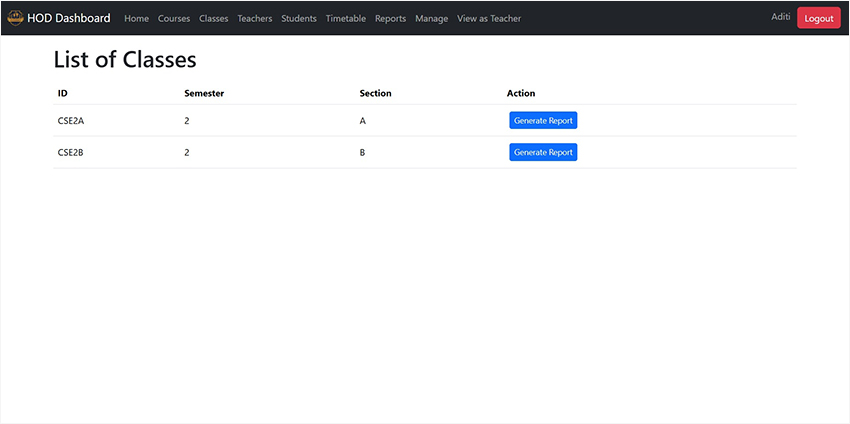 HOD Dashboard Home Courses Classes Teachers Students Timetable Reports Manage View as Teacher Aditi Logout
List of Classes
ID Semester Section Action
CSE2A 2 A Generate Report
CSE2B 2 B Generate Report